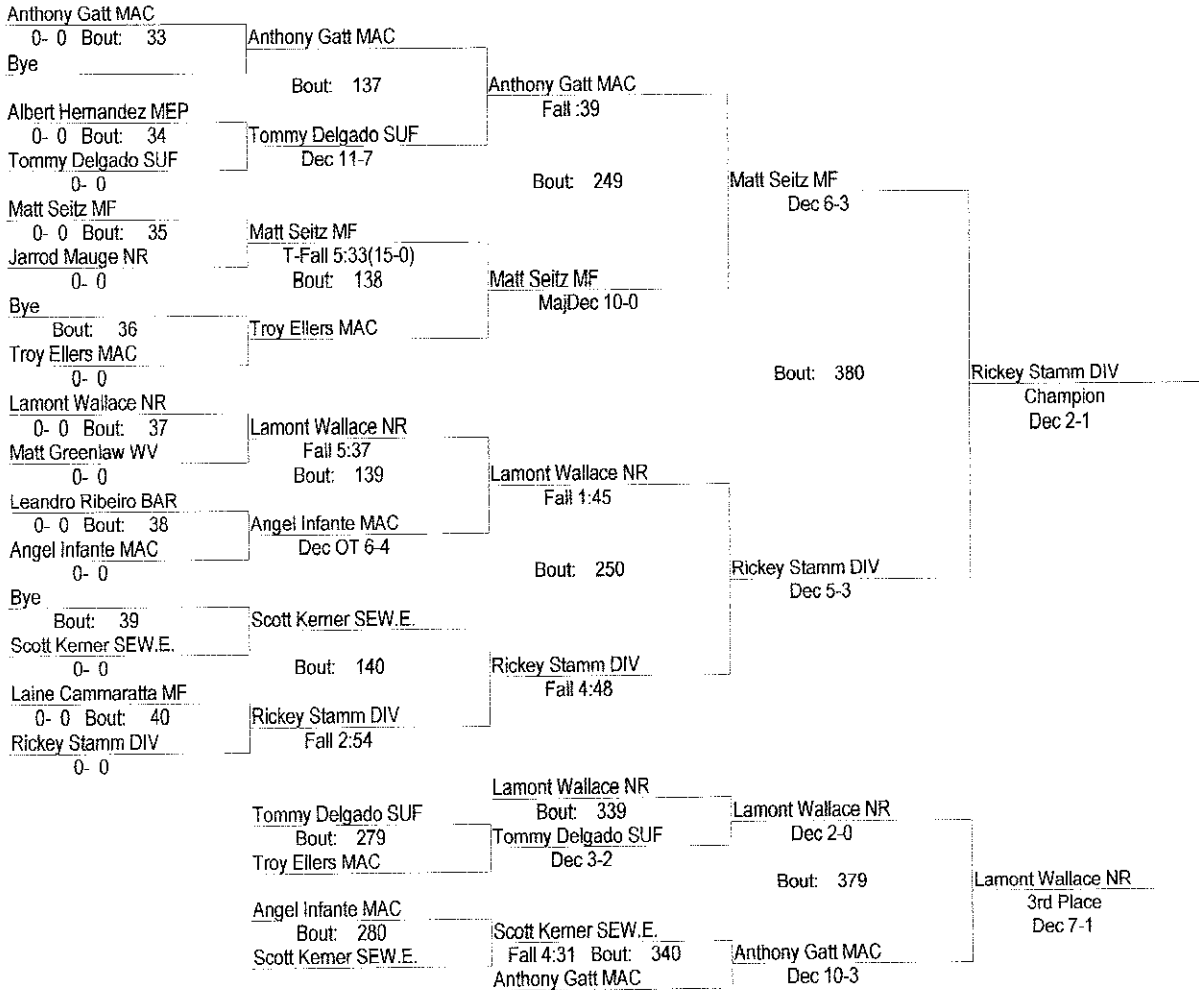 Anthony Gatt MAC
0- 0 Bout: 33
Bye
Anthony Gatt MAC
Bout: 137
Albert Hernandez MEP
0- 0 Bout: 34
Tommy Delgado SUF
0- 0
Tommy Delgado SUF
Dec 11-7
Anthony Gatt MAC
Fall :39
Bout: 249
Matt Seitz MF
0- 0 Bout: 35
Jarrod Mauge NR
0- 0
Matt Seitz MF
T-Fall 5:33(15-0)
Bout: 138
Bye
Bout: 36
Troy Ellers MAC
0- 0
Troy Ellers MAC
Matt Seitz MF
MajDec 10-0
Matt Seitz MF
Dec 6-3
Bout: 380
Rickey Stamm DIV
Champion
Dec 2-1
Lamont Wallace NR
0- 0 Bout: 37
Matt Greenlaw WV
0- 0
Lamont Wallace NR
Fall 5:37
Bout: 139
Leandro Ribeiro BAR
0- 0 Bout: 38
Angel Infante MAC
0- 0
Angel Infante MAC
Dec OT 6-4
Lamont Wallace NR
Fall 1:45
Bout: 250
Bye
Bout: 39
Scott Kerner SEW.E.
0- 0
Scott Kerner SEW.E.
Bout: 140
Laine Cammaratta MF
0- 0 Bout: 40
Rickey Stamm DIV
0- 0
Rickey Stamm DIV
Fall 2:54
Rickey Stamm DIV
Fall 4:48
Rickey Stamm DIV
Dec 5-3
Tommy Delgado SUF
Bout: 279
Troy Ellers MAC
Lamont Wallace NR
Bout: 339
Tommy Delgado SUF
Dec 3-2
Lamont Wallace NR
Dec 2-0
Bout: 379
Angel Infante MAC
Bout: 280
Scott Kerner SEW.E.
Scott Kerner SEW.E.
Fall 4:31 Bout: 340
Anthony Gatt MAC
Anthony Gatt MAC
Dec 10-3
Lamont Wallace NR
3rd Place
Dec 7-1